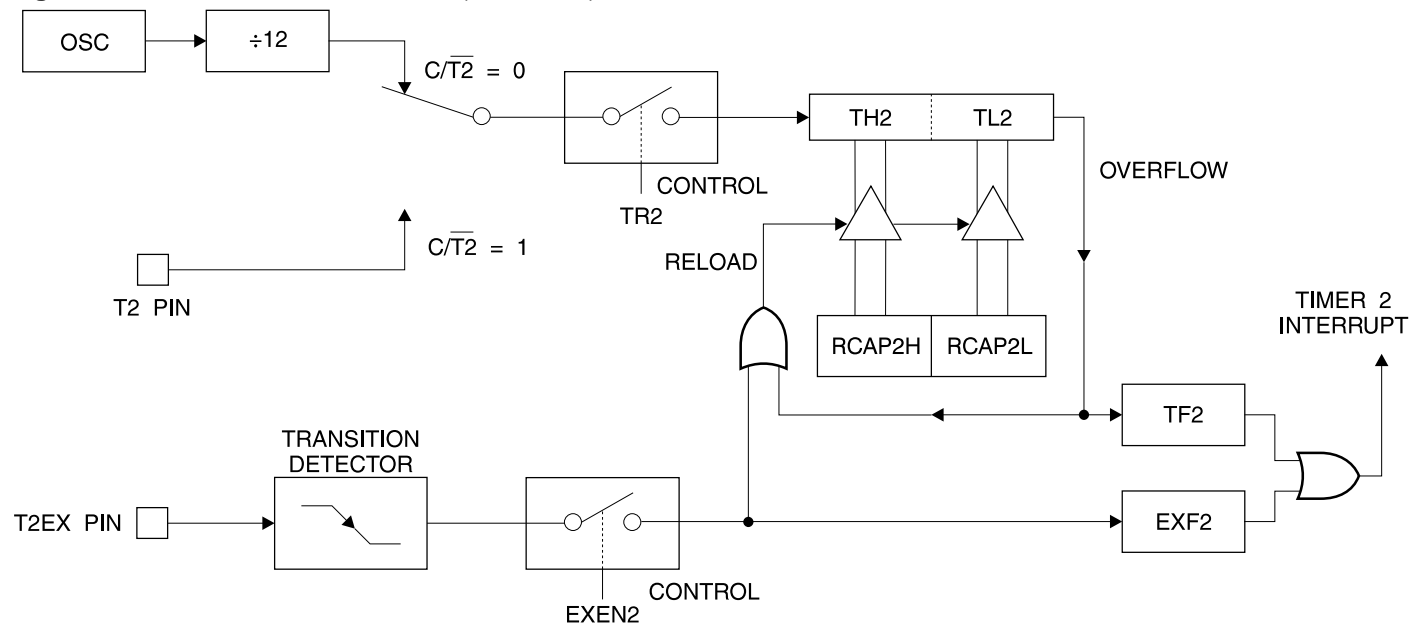 OSC
÷12
C/T2 = 0
TH2
TL2
OVERFLOW
CONTROL
TR2
C/T2 = 1
RELOAD
T2 PIN
TIMER 2
INTERRUPT
RCAP2H
RCAP2L
TF2
TRANSITION
DETECTOR
T2EX PIN
EXF2
CONTROL
EXEN2